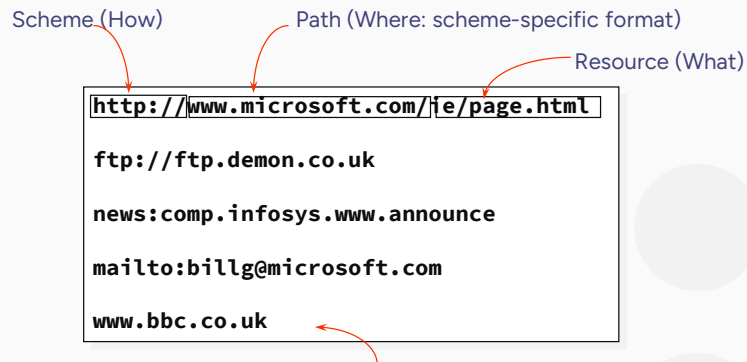 Scheme (How)
Path (Where: scheme-specific format)
Resource (What)
http://www.microsoft.com/ie/page.html
ftp://ftp.demon.co.uk
news:comp.infosys.www.announce
mailto:billg@microsoft.com
www.bbc.co.uk